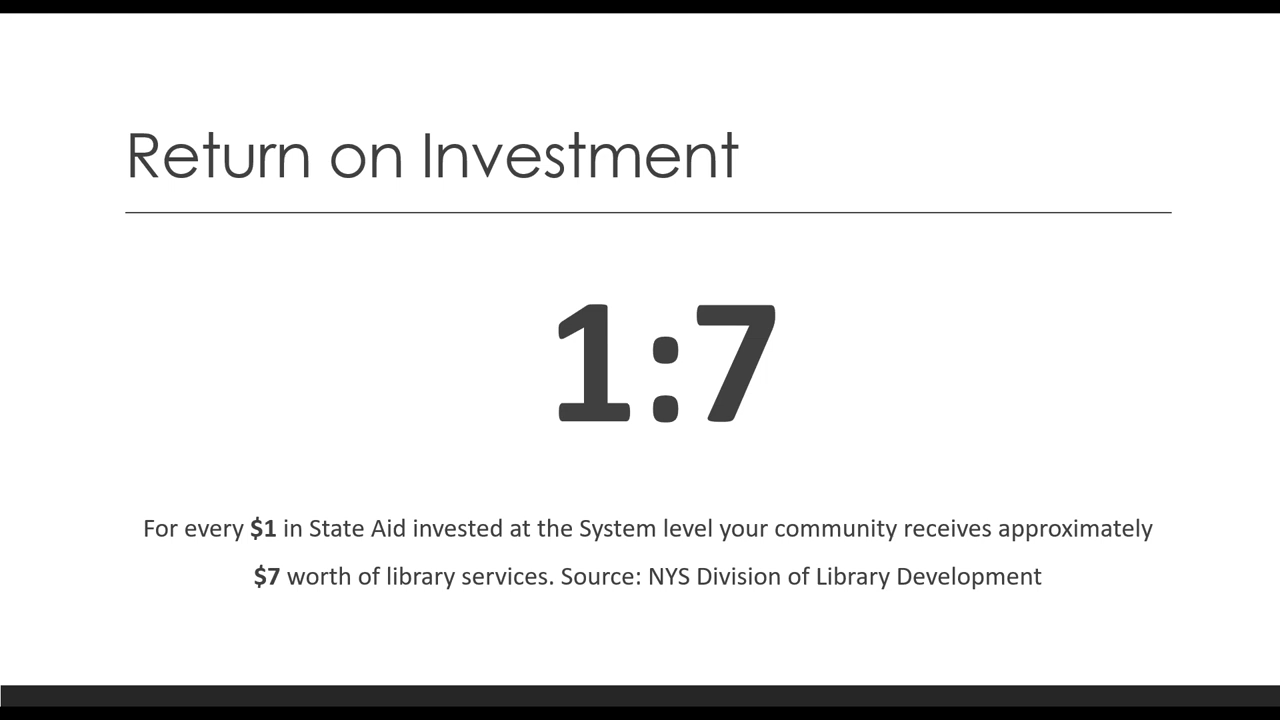 Return on Investment
1:7
For every $1 in State Aid invested at the System level your community receives approximately
$7 worth of library services. Source: NYS Division of Library Development